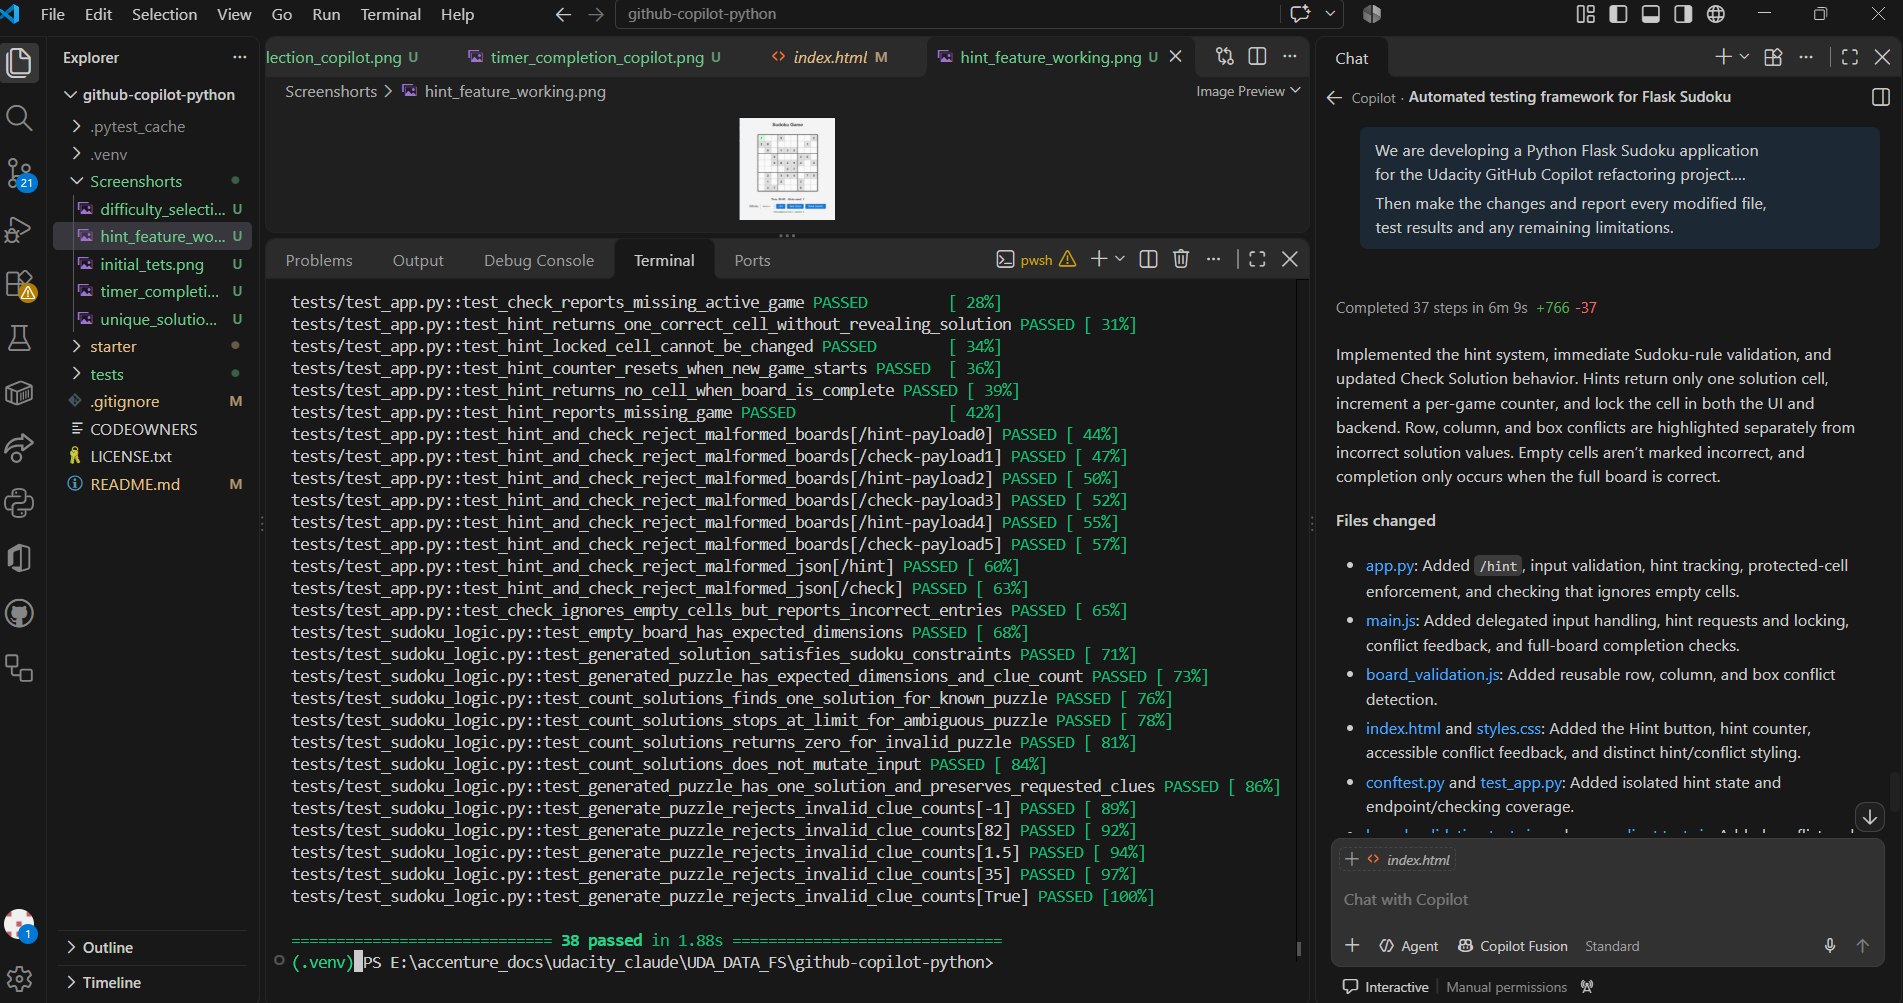 File Edit Selection View Go Run Terminal Help
github-copilot-python
Explorer
github-copilot-python
.pytest_cache
.venv
Screenshorts
difficulty_selecti... U
hint_feature_wo... U
initial_tets.png U
timer_completi... U
unique_solutio... U
starter
tests
.gitignore M
CODEOWNERS
LICENSE.txt
README.md M
Outline
Timeline
21
1
lection_copilot.png U
timer_completion_copilot.png U
index.html M
hint_feature_working.png U
Screenshorts > hint_feature_working.png
Image Preview
Sudoku Game
Problems Output Debug Console Terminal Ports
pwsh
tests/test_app.py::test_check_reports_missing_active_game PASSED [ 28%]
tests/test_app.py::test_hint_returns_one_correct_cell_without_revealing_solution PASSED [ 31%]
tests/test_app.py::test_hint_locked_cell_cannot_be_changed PASSED [ 34%]
tests/test_app.py::test_hint_counter_resets_when_new_game_starts PASSED [ 36%]
tests/test_app.py::test_hint_returns_no_cell_when_board_is_complete PASSED [ 39%]
tests/test_app.py::test_hint_reports_missing_game PASSED [ 42%]
tests/test_app.py::test_hint_and_check_reject_malformed_boards[/hint-payload0] PASSED [ 44%]
tests/test_app.py::test_hint_and_check_reject_malformed_boards[/check-payload1] PASSED [ 47%]
tests/test_app.py::test_hint_and_check_reject_malformed_boards[/hint-payload2] PASSED [ 50%]
tests/test_app.py::test_hint_and_check_reject_malformed_boards[/check-payload3] PASSED [ 52%]
tests/test_app.py::test_hint_and_check_reject_malformed_boards[/hint-payload4] PASSED [ 55%]
tests/test_app.py::test_hint_and_check_reject_malformed_boards[/check-payload5] PASSED [ 57%]
tests/test_app.py::test_hint_and_check_reject_malformed_json[/hint] PASSED [ 60%]
tests/test_app.py::test_hint_and_check_reject_malformed_json[/check] PASSED [ 63%]
tests/test_app.py::test_check_ignores_empty_cells_but_reports_incorrect_entries PASSED [ 65%]
tests/test_sudoku_logic.py::test_empty_board_has_expected_dimensions PASSED [ 68%]
tests/test_sudoku_logic.py::test_generated_solution_satisfies_sudoku_constraints PASSED [ 71%]
tests/test_sudoku_logic.py::test_generated_puzzle_has_expected_dimensions_and_clue_count PASSED [ 73%]
tests/test_sudoku_logic.py::test_count_solutions_finds_one_solution_for_known_puzzle PASSED [ 76%]
tests/test_sudoku_logic.py::test_count_solutions_stops_at_limit_for_ambiguous_puzzle PASSED [ 78%]
tests/test_sudoku_logic.py::test_count_solutions_returns_zero_for_invalid_puzzle PASSED [ 81%]
tests/test_sudoku_logic.py::test_count_solutions_does_not_mutate_input PASSED [ 84%]
tests/test_sudoku_logic.py::test_generated_puzzle_has_one_solution_and_preserves_requested_clues PASSED [ 86%]
tests/test_sudoku_logic.py::test_generate_puzzle_rejects_invalid_clue_counts[-1] PASSED [ 89%]
tests/test_sudoku_logic.py::test_generate_puzzle_rejects_invalid_clue_counts[82] PASSED [ 92%]
tests/test_sudoku_logic.py::test_generate_puzzle_rejects_invalid_clue_counts[1.5] PASSED [ 94%]
tests/test_sudoku_logic.py::test_generate_puzzle_rejects_invalid_clue_counts[35] PASSED [ 97%]
tests/test_sudoku_logic.py::test_generate_puzzle_rejects_invalid_clue_counts[True] PASSED [100%]
============================= 38 passed in 1.88s ==============================
(.venv) PS E:\accenture_docs\udacity_claude\UDA_DATA_FS\github-copilot-python>
Chat
Copilot · Automated testing framework for Flask Sudoku
We are developing a Python Flask Sudoku application
for the Udacity GitHub Copilot refactoring project....
Then make the changes and report every modified file,
test results and any remaining limitations.
Completed 37 steps in 6m 9s +766 -37
Implemented the hint system, immediate Sudoku-rule validation, and
updated Check Solution behavior. Hints return only one solution cell,
increment a per-game counter, and lock the cell in both the UI and
backend. Row, column, and box conflicts are highlighted separately from
incorrect solution values. Empty cells aren't marked incorrect, and
completion only occurs when the full board is correct.
Files changed
• app.py: Added /hint, input validation, hint tracking, protected-cell
enforcement, and checking that ignores empty cells.
• main.js: Added delegated input handling, hint requests and locking,
conflict feedback, and full-board completion checks.
• board_validation.js: Added reusable row, column, and box conflict
detection.
• index.html and styles.css: Added the Hint button, hint counter,
accessible conflict feedback, and distinct hint/conflict styling.
• conftest.py and test_app.py: Added isolated hint state and
endpoint/checking coverage.
index.html
Chat with Copilot
Agent Copilot Fusion Standard
Interactive Manual permissions